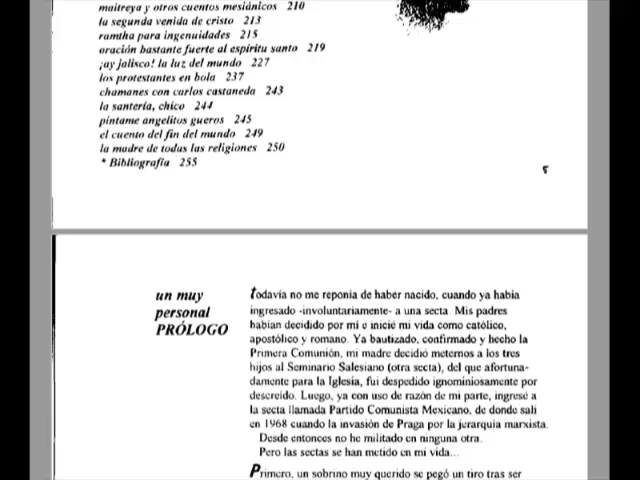 maitreya y otros cuentos mesiánicos 210
la segunda venida de cristo 213
ramtha para ingenuidades 215
oración bastante fuerte al espíritu santo 219
¡ay jalisco! la luz del mundo 227
los protestantes en bola 237
chamanes con carlos castaneda 243
la santería, chico 244
píntame angelitos gueros 245
el cuento del fin del mundo 249
la madre de todas las religiones 250
* Bibliografía 255
5
un muy
personal
PRÓLOGO
todavía no me reponía de haber nacido, cuando ya había
ingresado -involuntariamente- a una secta. Mis padres
habían decidido por mí e inicié mi vida como católico,
apostólico y romano. Ya bautizado, confirmado y hecho la
Primera Comunión, mi madre decidió meternos a los tres
hijos al Seminario Salesiano (otra secta), del que afortuna-
damente para la Iglesia, fui despedido ignominiosamente por
descreído. Luego, ya con uso de razón de mi parte, ingresé a
la secta llamada Partido Comunista Mexicano, de donde salí
en 1968 cuando la invasión de Praga por la jerarquía marxista.
Desde entonces no he militado en ninguna otra.
Pero las sectas se han metido en mi vida...
Primero, un sobrino muy querido se pegó un tiro tras ser